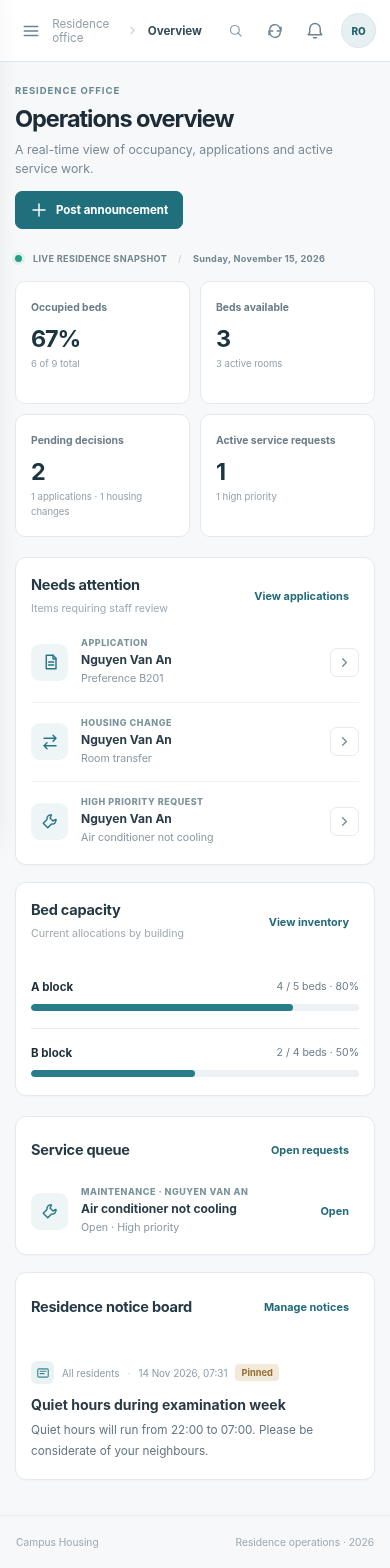 Residence office
Overview
RO
RESIDENCE OFFICE
Operations overview
A real-time view of occupancy, applications and active
service work.
Post announcement
LIVE RESIDENCE SNAPSHOT / Sunday, November 15, 2026
Occupied beds
67%
6 of 9 total
Beds available
3
3 active rooms
Pending decisions
2
1 applications · 1 housing
changes
Active service requests
1
1 high priority
Needs attention
Items requiring staff review
View applications
APPLICATION
Nguyen Van An
Preference B201
HOUSING CHANGE
Nguyen Van An
Room transfer
HIGH PRIORITY REQUEST
Nguyen Van An
Air conditioner not cooling
Bed capacity
Current allocations by building
View inventory
A block 4 / 5 beds · 80%
B block 2 / 4 beds · 50%
Service queue
Open requests
MAINTENANCE · NGUYEN VAN AN
Air conditioner not cooling
Open · High priority
Open
Residence notice board
Manage notices
All residents · 14 Nov 2026, 07:31 Pinned
Quiet hours during examination week
Quiet hours will run from 22:00 to 07:00. Please be
considerate of your neighbours.
Campus Housing
Residence operations · 2026